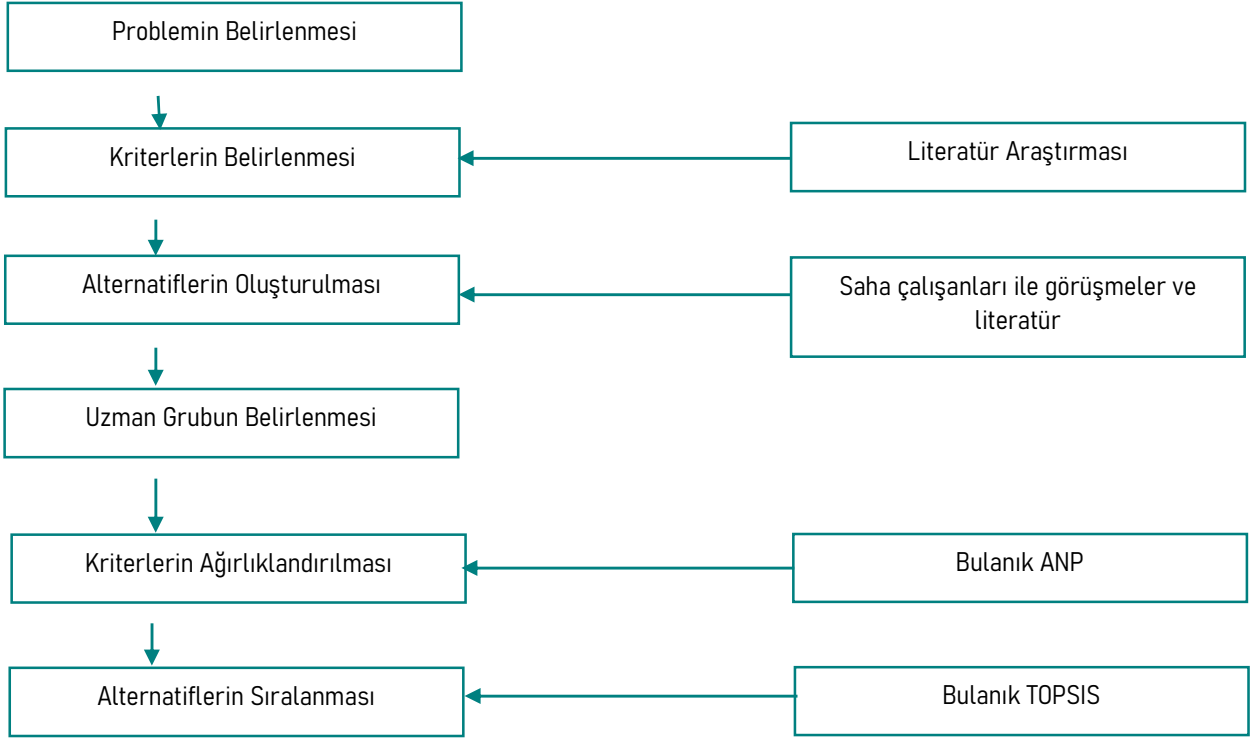 Problemin Belirlenmesi
Kriterlerin Belirlenmesi
Literatür Araştırması
Alternatiflerin Oluşturulması
Saha çalışanları ile görüşmeler ve
literatür
Uzman Grubun Belirlenmesi
Kriterlerin Ağırlıklandırılması
Bulanık ANP
Alternatiflerin Sıralanması
Bulanık TOPSIS